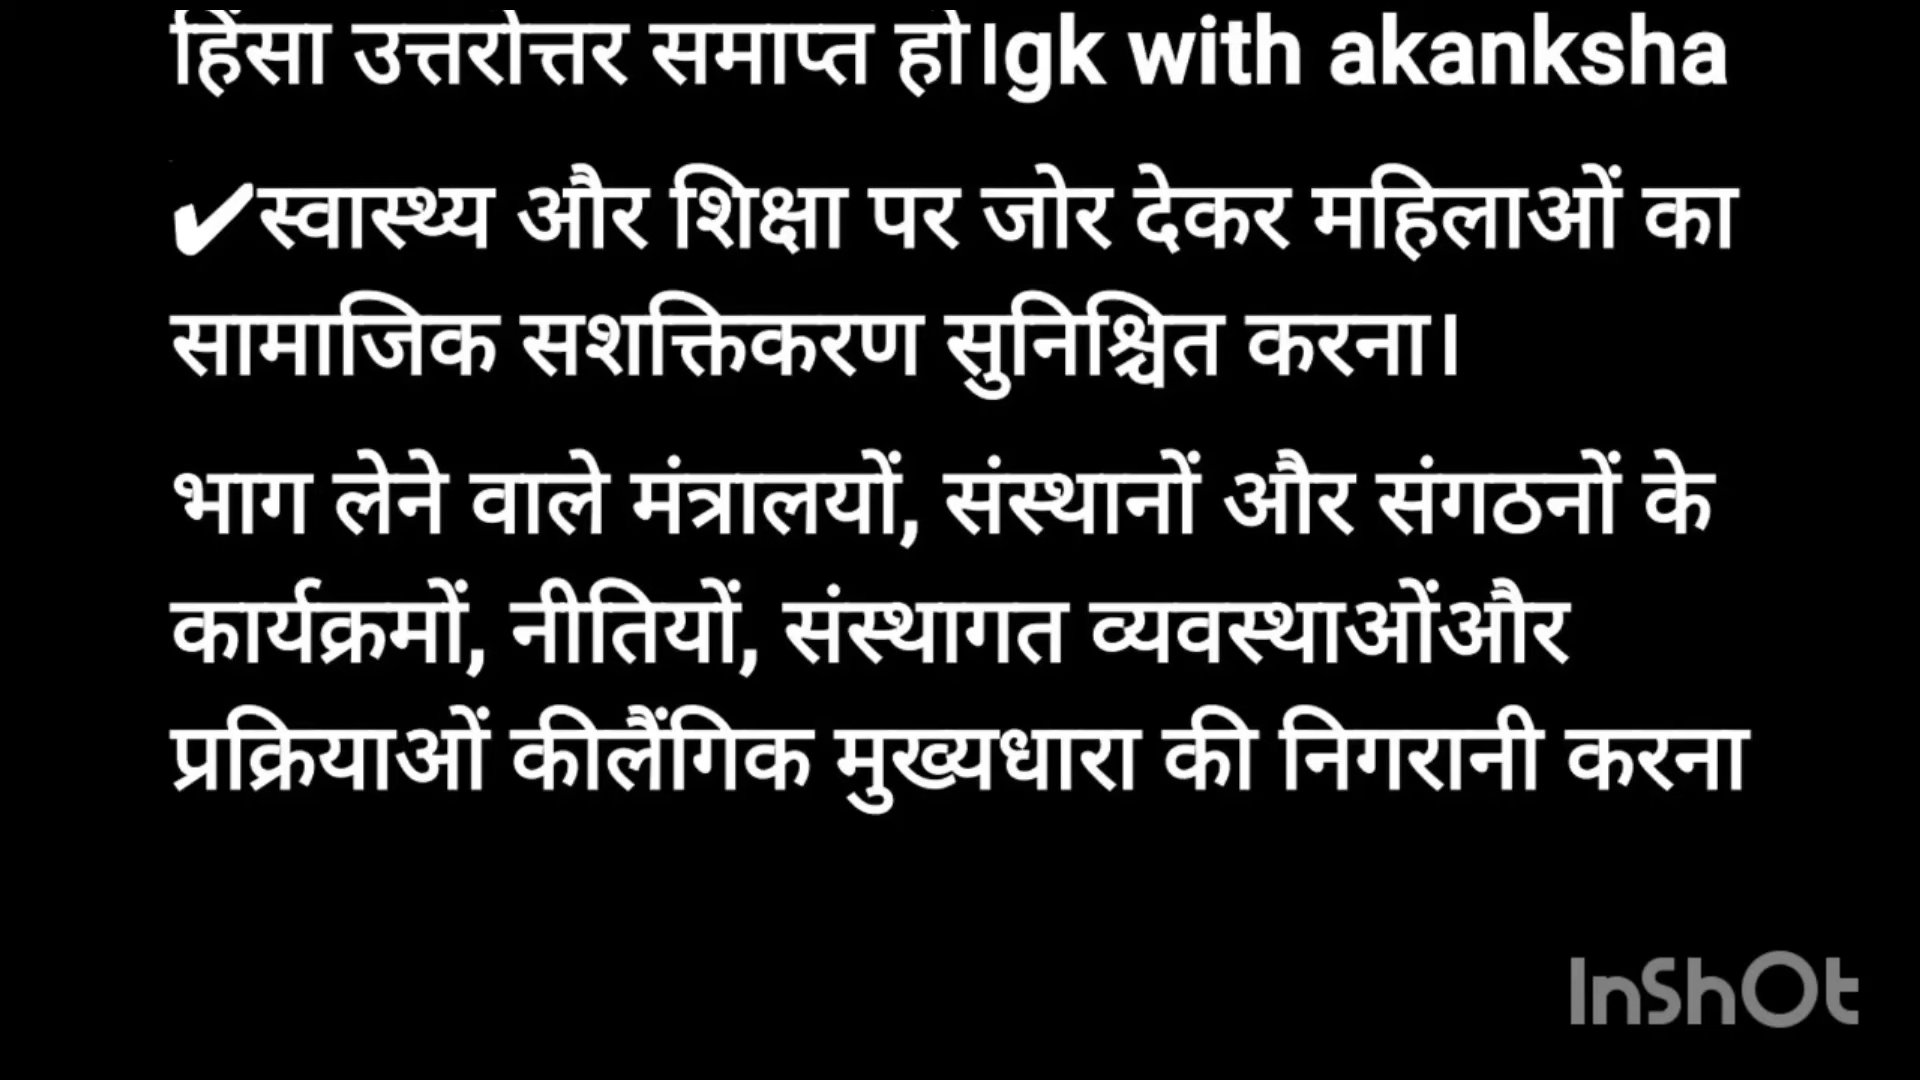 हिंसा उत्तरोत्तर समाप्त हो।gk with akanksha
✔स्वास्थ्य और शिक्षा पर जोर देकर महिलाओं का
सामाजिक सशक्तिकरण सुनिश्चित करना।
भाग लेने वाले मंत्रालयों, संस्थानों और संगठनों के
कार्यक्रमों, नीतियों, संस्थागत व्यवस्थाओंऔर
प्रक्रियाओं कीलैंगिक मुख्यधारा की निगरानी करना
InShOt